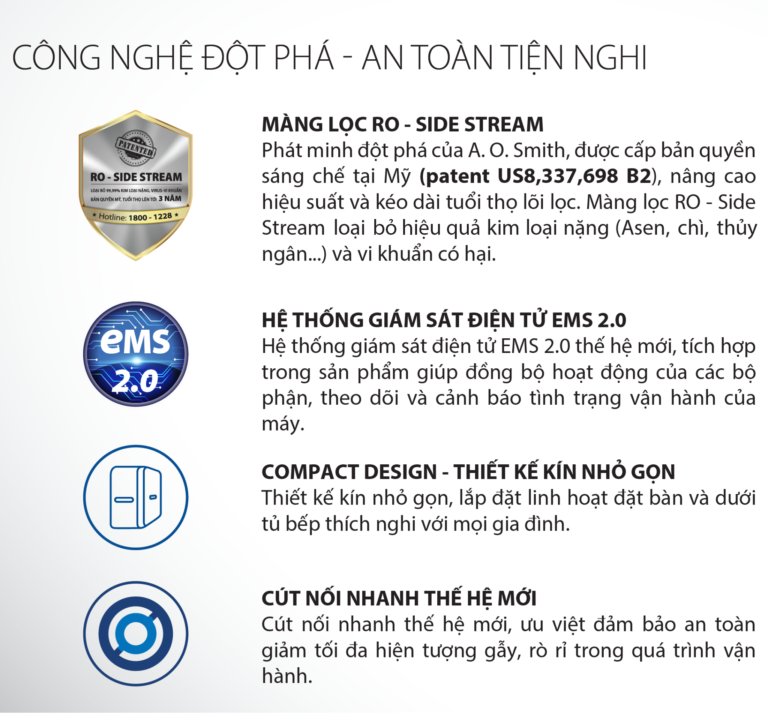 CÔNG NGHỆ ĐỘT PHÁ - AN TOÀN TIỆN NGHI
PATENTED
RO - SIDE STREAM
LOẠI BỎ 99,99% KIM LOẠI NẶNG, VIRUS VI KHUẨN
BẢN QUYỀN MỸ, TUỔI THỌ LÊN TỚI 3 NĂM
Hotline: 1800 - 1228
MÀNG LỌC RO - SIDE STREAM
Phát minh đột phá của A. O. Smith, được cấp bản quyền
sáng chế tại Mỹ (patent US8,337,698 B2), nâng cao
hiệu suất và kéo dài tuổi thọ lõi lọc. Màng lọc RO - Side
Stream loại bỏ hiệu quả kim loại nặng (Asen, chì, thủy
ngân...) và vi khuẩn có hại.
eMS
2.0
HỆ THỐNG GIÁM SÁT ĐIỆN TỬ EMS 2.0
Hệ thống giám sát điện tử EMS 2.0 thế hệ mới, tích hợp
trong sản phẩm giúp đồng bộ hoạt động của các bộ
phận, theo dõi và cảnh báo tình trạng vận hành của
máy.
COMPACT DESIGN - THIẾT KẾ KÍN NHỎ GỌN
Thiết kế kín nhỏ gọn, lắp đặt linh hoạt đặt bàn và dưới
tủ bếp thích nghi với mọi gia đình.
CÚT NỐI NHANH THẾ HỆ MỚI
Cút nối nhanh thế hệ mới, ưu việt đảm bảo an toàn
giảm tối đa hiện tượng gẫy, rò rỉ trong quá trình vận
hành.